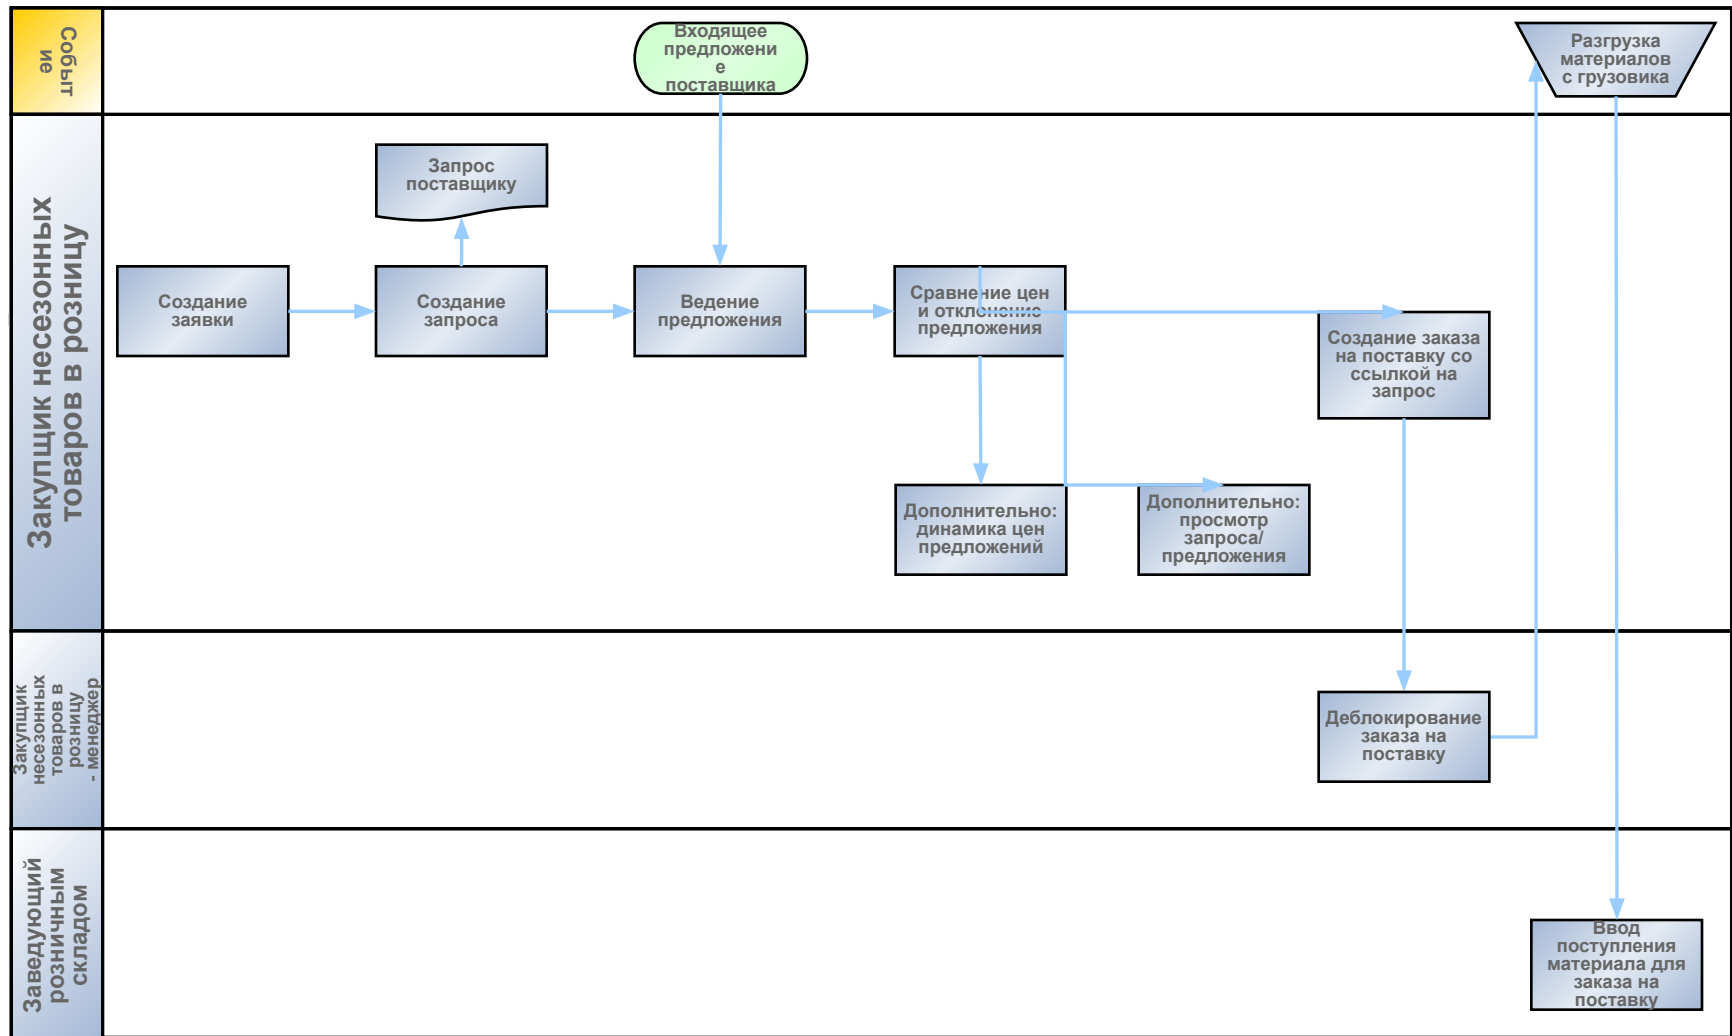 Событ
ие
Входящее
предложени
е
поставщика
Разгрузка
материалов
с грузовика
Закупщик несезонных
товаров в розницу
Запрос
поставщику
Создание
заявки
Создание
запроса
Ведение
предложения
Сравнение цен
и отклонение
предложения
Создание заказа
на поставку со
ссылкой на
запрос
Дополнительно:
динамика цен
предложений
Дополнительно:
просмотр
запроса/
предложения
Закупщик
несезонных
товаров в
розницу
- менеджер
Деблокирование
заказа на
поставку
Заведующий
розничным
складом
Ввод
поступления
материала для
заказа на
поставку